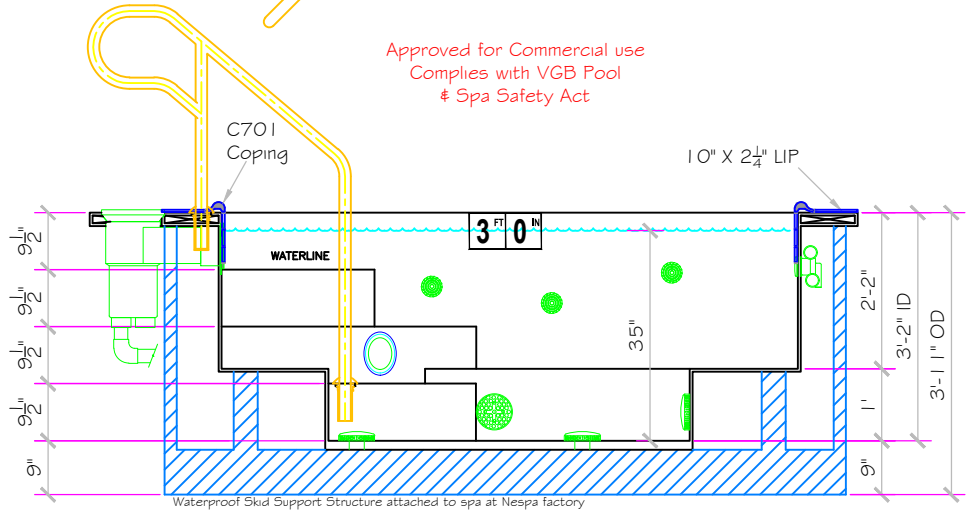 Approved for Commercial use
Complies with VGB Pool
& Spa Safety Act
C701
Coping
10" X 2¼" LIP
3 FT 0 IN
WATERLINE
9½"
9½"
9½"
9½"
9"
35"
2'-2"
1'
9"
3'-2" ID
3'-11" OD
Waterproof Skid Support Structure attached to spa at Nespa factory